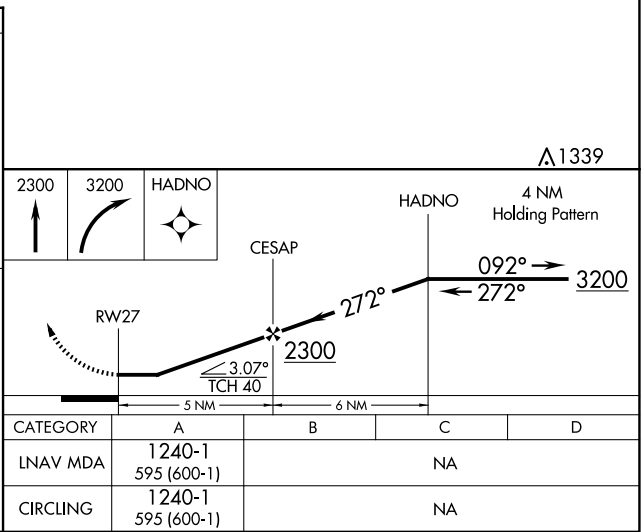 1339
2300 3200 HADNO
HADNO
4 NM
Holding Pattern
CESAP
092°
272°
3200
272°
RW27
2300
3.07°
TCH 40
5 NM 6 NM
CATEGORY A B C D
LNAV MDA 1240-1 NA
595 (600-1)
CIRCLING 1240-1 NA
595 (600-1)